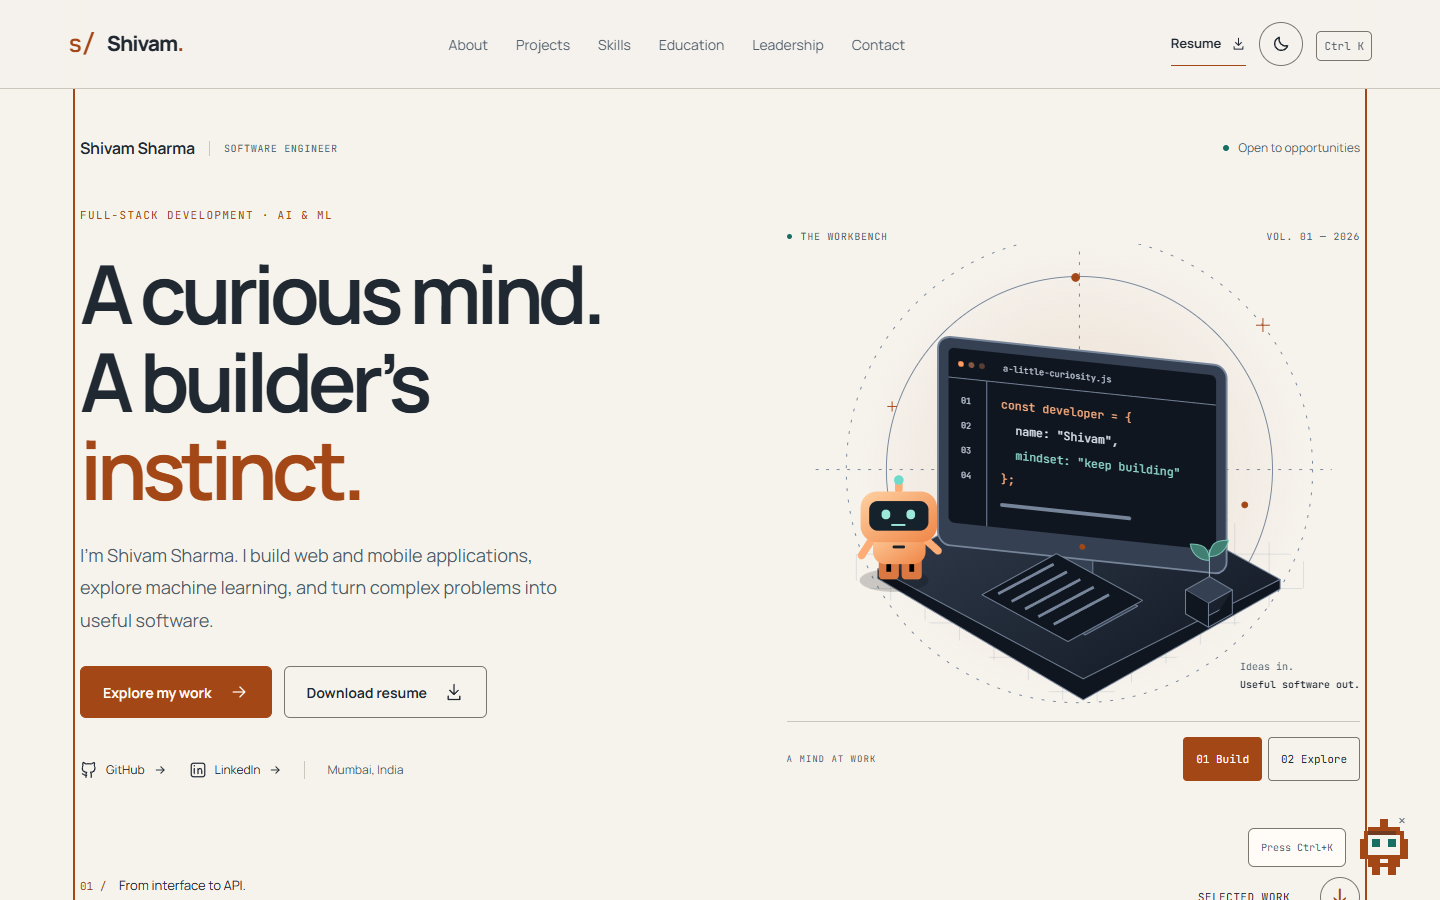 s/ Shivam.
About Projects Skills Education Leadership Contact
Resume
Ctrl K
Shivam Sharma
SOFTWARE ENGINEER
Open to opportunities
FULL-STACK DEVELOPMENT · AI & ML
A curious mind.
A builder’s
instinct.
I’m Shivam Sharma. I build web and mobile applications,
explore machine learning, and turn complex problems into
useful software.
Explore my work →
Download resume
GitHub →
LinkedIn →
Mumbai, India
THE WORKBENCH
VOL. 01 — 2026
a-little-curiosity.js
01 const developer = {
02 name: "Shivam",
03 mindset: "keep building"
04 };
Ideas in.
Useful software out.
A MIND AT WORK
01 Build
02 Explore
×
Press Ctrl+K
01 / From interface to API.
SELECTED WORK ↓